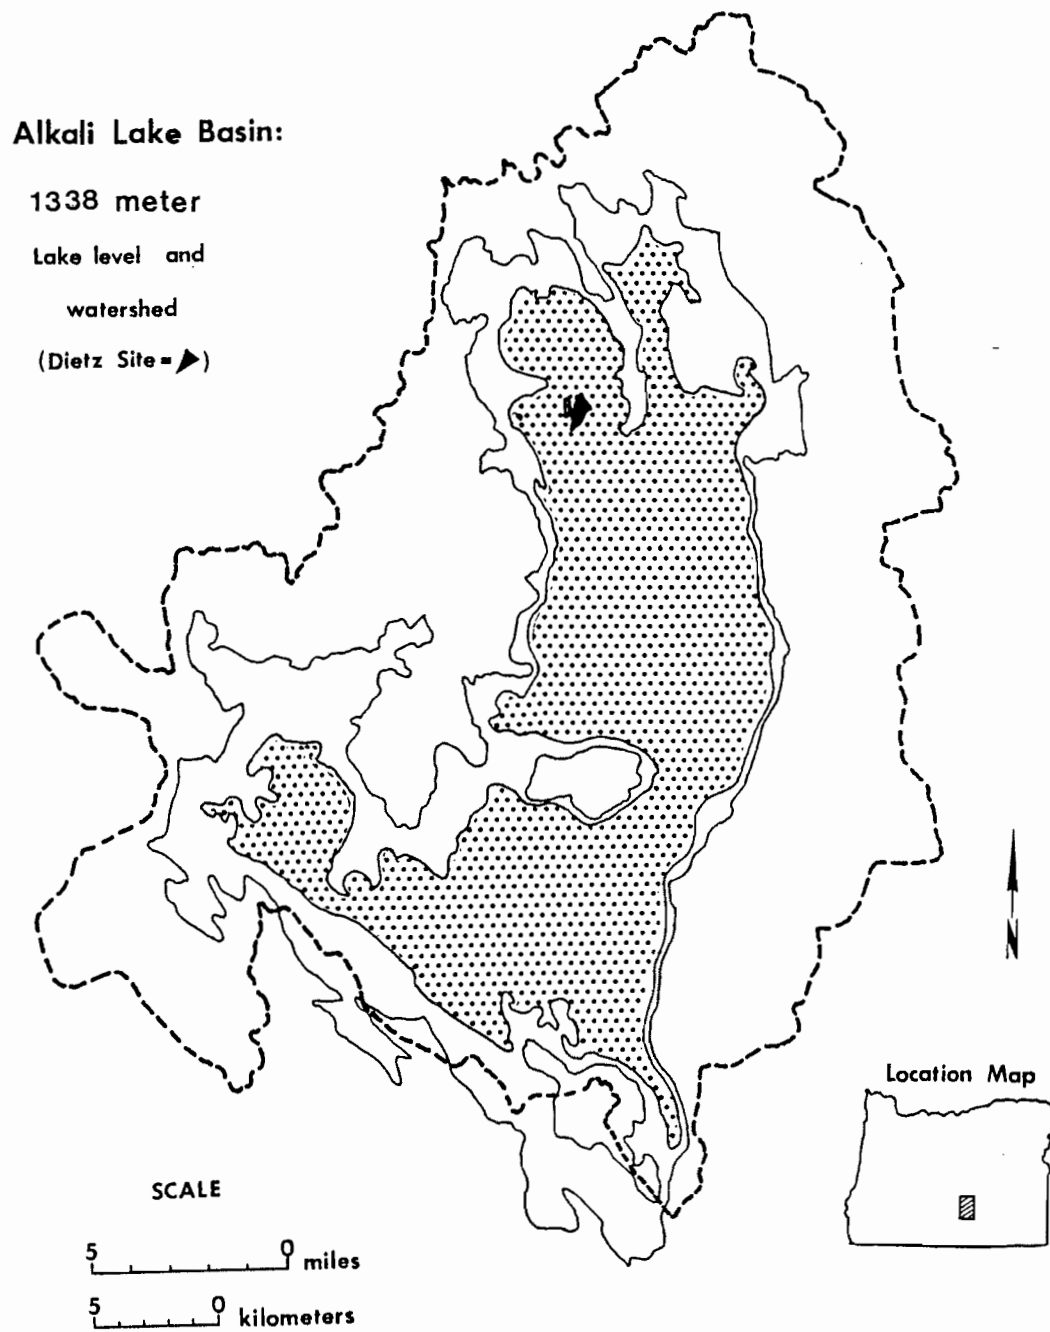 Alkali Lake Basin:
1338 meter
Lake level and
watershed
(Dietz Site = )
N
Location Map
SCALE
5 0 miles
5 0 kilometers